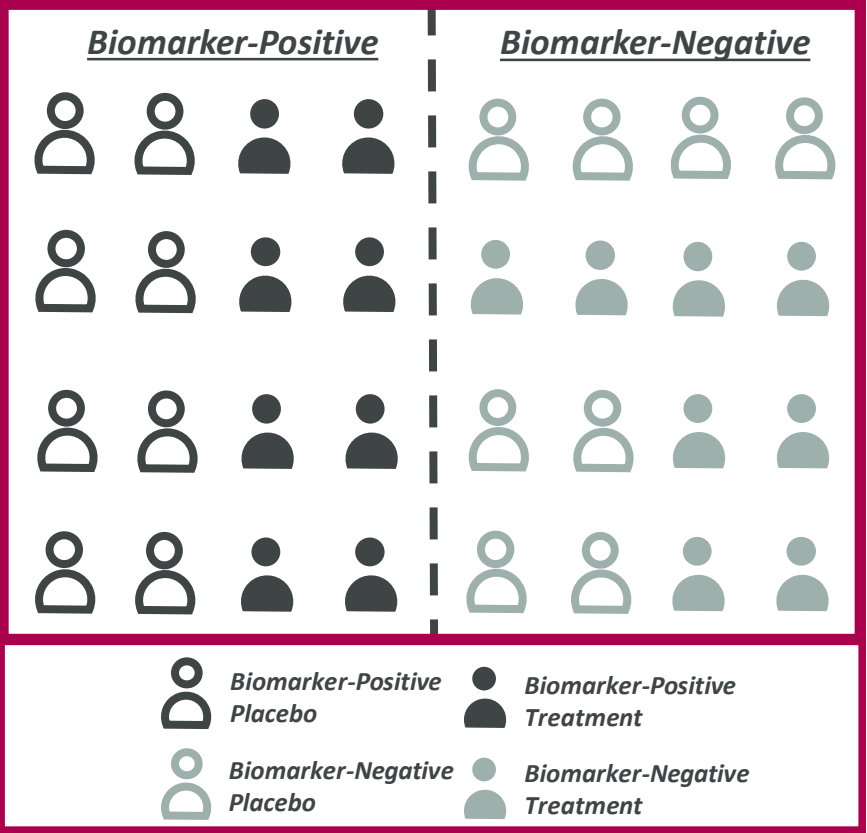 Biomarker-Positive
Biomarker-Negative
Biomarker-Positive
Placebo
Biomarker-Positive
Treatment
Biomarker-Negative
Placebo
Biomarker-Negative
Treatment